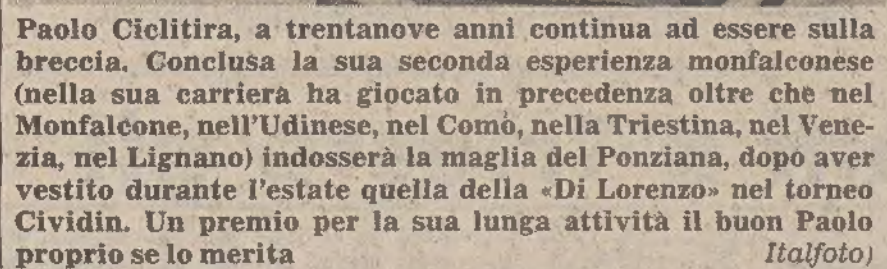 Paolo Ciclitira, a trentanove anni continua ad essere sulla
breccia. Conclusa la sua seconda esperienza monfalconese
(nella sua carriera ha giocato in precedenza oltre che nel
Monfalcone, nell'Udinese, nel Como, nella Triestina, nel Vene-
zia, nel Lignano) indosserà la maglia del Ponziana, dopo aver
vestito durante l'estate quella della «Di Lorenzo» nel torneo
Cividin. Un premio per la sua lunga attività il buon Paolo
proprio se lo merita Italfoto)